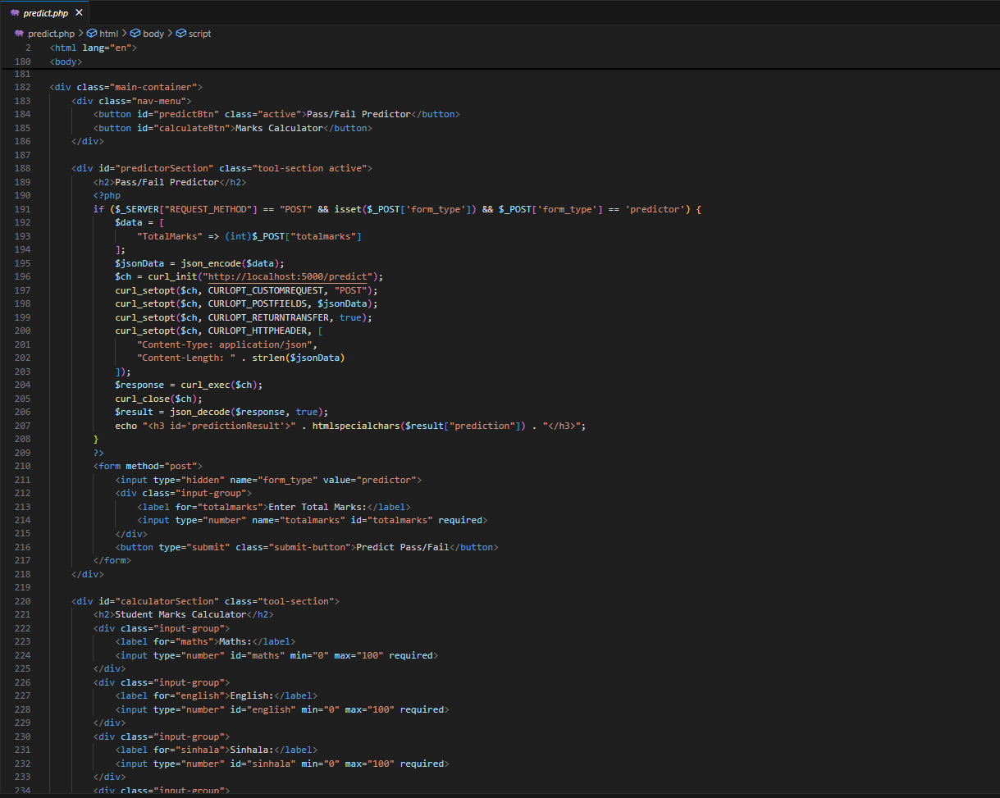 predict.php ×
predict.php > html > body > script
2 <html lang="en">
180 <body>
181
182 <div class="main-container">
183     <div class="nav-menu">
184         <button id="predictBtn" class="active">Pass/Fail Predictor</button>
185         <button id="calculateBtn">Marks Calculator</button>
186     </div>
187
188     <div id="predictorSection" class="tool-section active">
189         <h2>Pass/Fail Predictor</h2>
190         <?php
191         if ($_SERVER["REQUEST_METHOD"] == "POST" && isset($_POST['form_type']) && $_POST['form_type'] == 'predictor') {
192             $data = [
193                 "TotalMarks" => (int)$_POST["totalmarks"]
194             ];
195             $jsonData = json_encode($data);
196             $ch = curl_init("http://localhost:5000/predict");
197             curl_setopt($ch, CURLOPT_CUSTOMREQUEST, "POST");
198             curl_setopt($ch, CURLOPT_POSTFIELDS, $jsonData);
199             curl_setopt($ch, CURLOPT_RETURNTRANSFER, true);
200             curl_setopt($ch, CURLOPT_HTTPHEADER, [
201                 "Content-Type: application/json",
202                 "Content-Length: " . strlen($jsonData)
203             ]);
204             $response = curl_exec($ch);
205             curl_close($ch);
206             $result = json_decode($response, true);
207             echo "<h3 id='predictionResult'>" . htmlspecialchars($result["prediction"]) . "</h3>";
208         }
209         ?>
210         <form method="post">
211             <input type="hidden" name="form_type" value="predictor">
212             <div class="input-group">
213                 <label for="totalmarks">Enter Total Marks:</label>
214                 <input type="number" name="totalmarks" id="totalmarks" required>
215             </div>
216             <button type="submit" class="submit-button">Predict Pass/Fail</button>
217         </form>
218     </div>
219
220     <div id="calculatorSection" class="tool-section">
221         <h2>Student Marks Calculator</h2>
222         <div class="input-group">
223             <label for="maths">Maths:</label>
224             <input type="number" id="maths" min="0" max="100" required>
225         </div>
226         <div class="input-group">
227             <label for="english">English:</label>
228             <input type="number" id="english" min="0" max="100" required>
229         </div>
230         <div class="input-group">
231             <label for="sinhala">Sinhala:</label>
232             <input type="number" id="sinhala" min="0" max="100" required>
233         </div>
234         <div class="input-group">